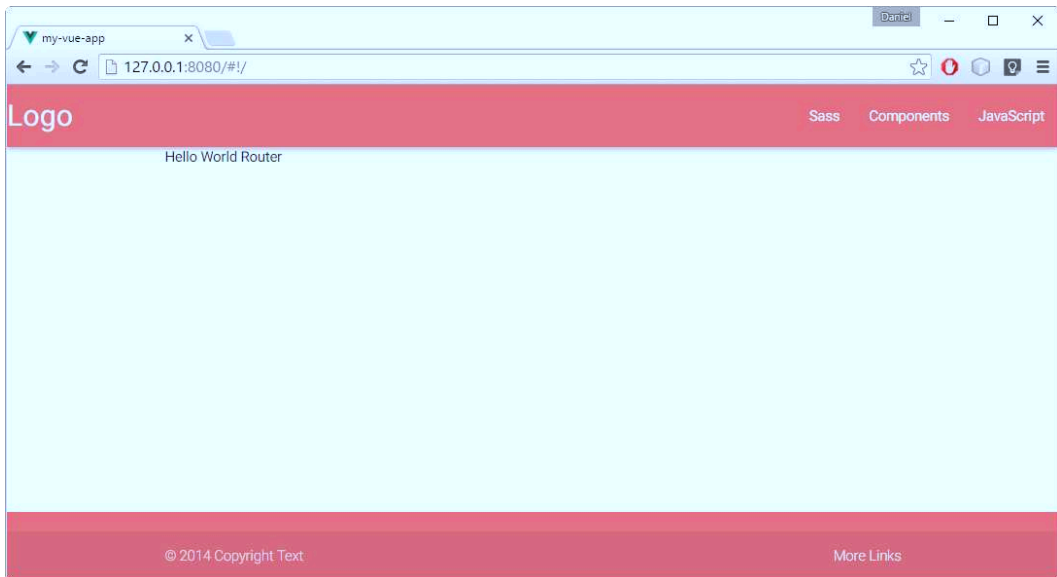 Daniel
my-vue-app
127.0.0.1:8080/#!/
Logo Sass Components JavaScript
Hello World Router
© 2014 Copyright Text More Links